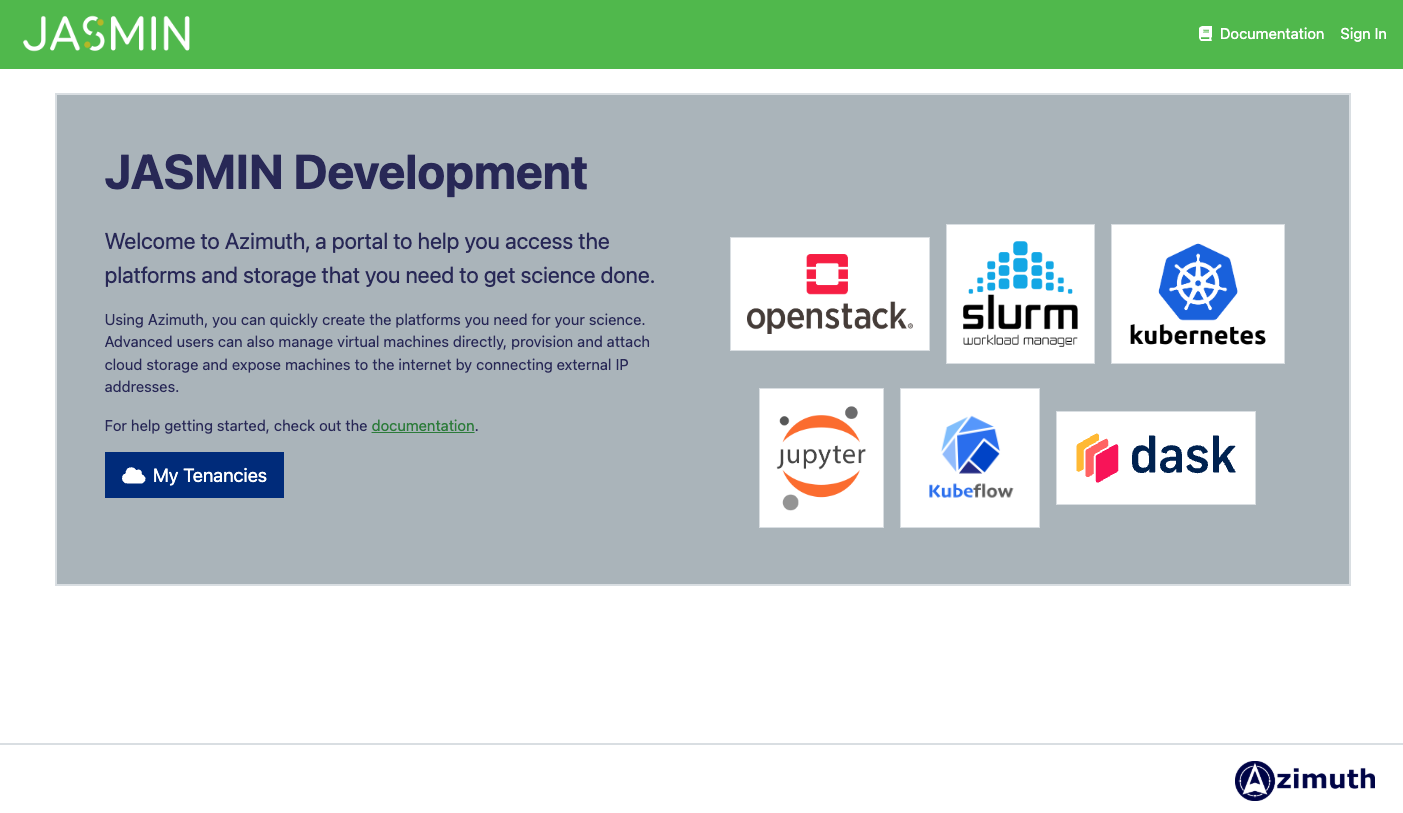 JASMIN
Documentation Sign In
JASMIN Development
Welcome to Azimuth, a portal to help you access the
platforms and storage that you need to get science done.
Using Azimuth, you can quickly create the platforms you need for your science.
Advanced users can also manage virtual machines directly, provision and attach
cloud storage and expose machines to the internet by connecting external IP
addresses.
For help getting started, check out the documentation.
My Tenancies
openstack®
slurm
workload manager
kubernetes
jupyter
Kubeflow
dask
Azimuth